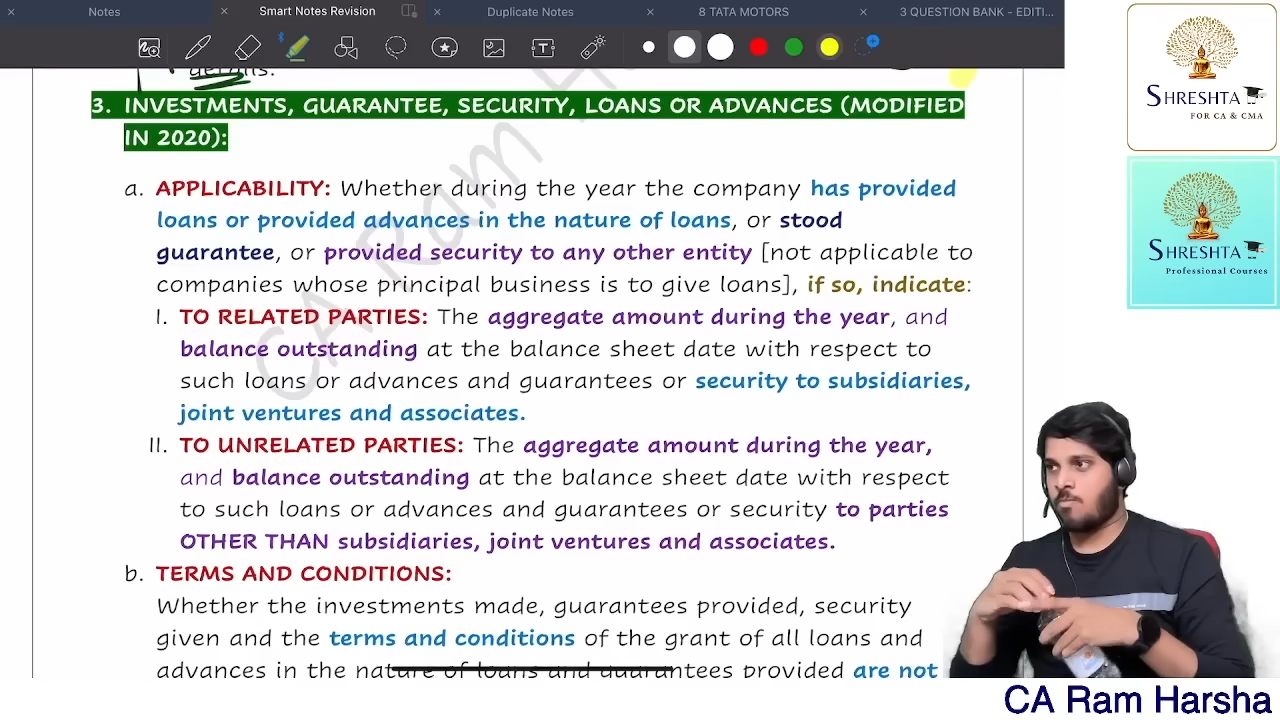 Notes
Smart Notes Revision
Duplicate Notes
8 TATA MOTORS
3 QUESTION BANK - EDITI...
details.
3. INVESTMENTS, GUARANTEE, SECURITY, LOANS OR ADVANCES (MODIFIED
IN 2020):
a. APPLICABILITY: Whether during the year the company has provided
loans or provided advances in the nature of loans, or stood
guarantee, or provided security to any other entity [not applicable to
companies whose principal business is to give loans], if so, indicate:
I. TO RELATED PARTIES: The aggregate amount during the year, and
balance outstanding at the balance sheet date with respect to
such loans or advances and guarantees or security to subsidiaries,
joint ventures and associates.
II. TO UNRELATED PARTIES: The aggregate amount during the year,
and balance outstanding at the balance sheet date with respect
to such loans or advances and guarantees or security to parties
OTHER THAN subsidiaries, joint ventures and associates.
b. TERMS AND CONDITIONS:
Whether the investments made, guarantees provided, security
given and the terms and conditions of the grant of all loans and
advances in the nature of loans and guarantees provided are not
CA Ram H
SHRESHTA
FOR CA & CMA
SHRESHTA
Professional Courses
CA Ram Harsha